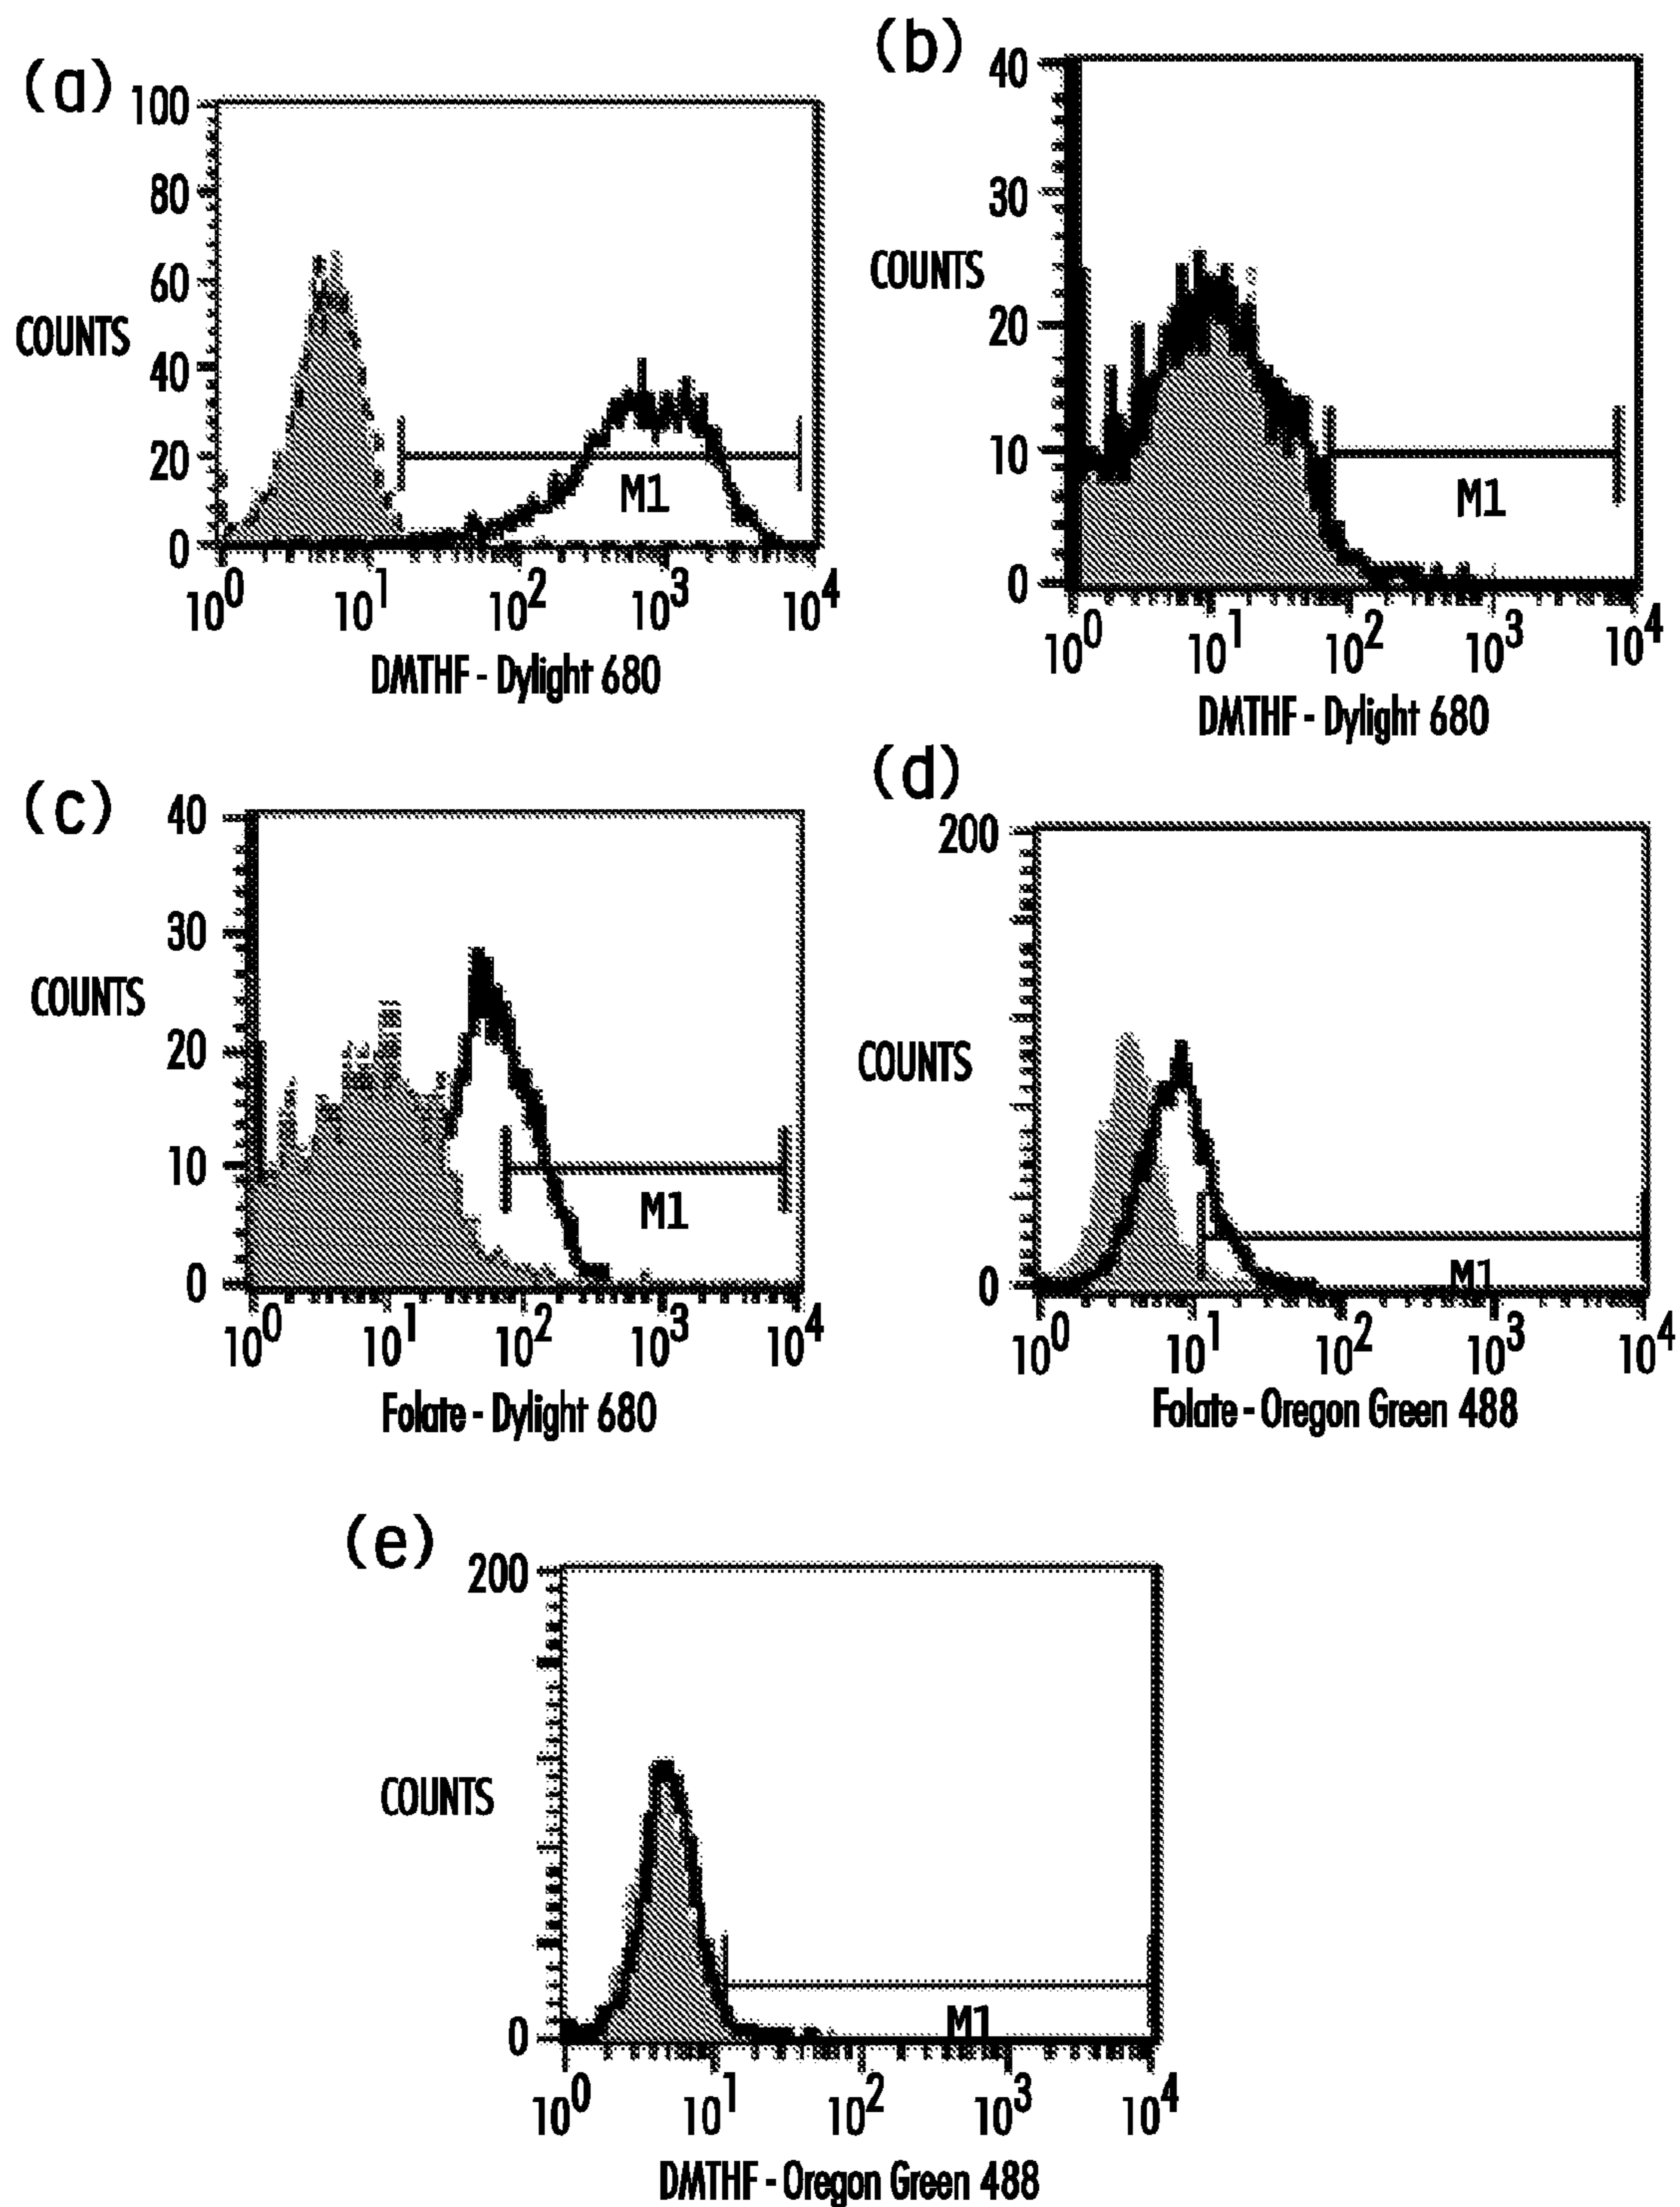 (a)
100
80
60
40
20
0
COUNTS
M1
10^0 10^1 10^2 10^3 10^4
DMTHF - Dylight 680
(b)
40
30
20
10
0
COUNTS
M1
10^0 10^1 10^2 10^3 10^4
DMTHF - Dylight 680
(c)
40
30
20
10
0
COUNTS
M1
10^0 10^1 10^2 10^3 10^4
Folate - Dylight 680
(d)
200
0
COUNTS
M1
10^0 10^1 10^2 10^3 10^4
Folate - Oregon Green 488
(e)
200
0
COUNTS
M1
10^0 10^1 10^2 10^3 10^4
DMTHF - Oregon Green 488